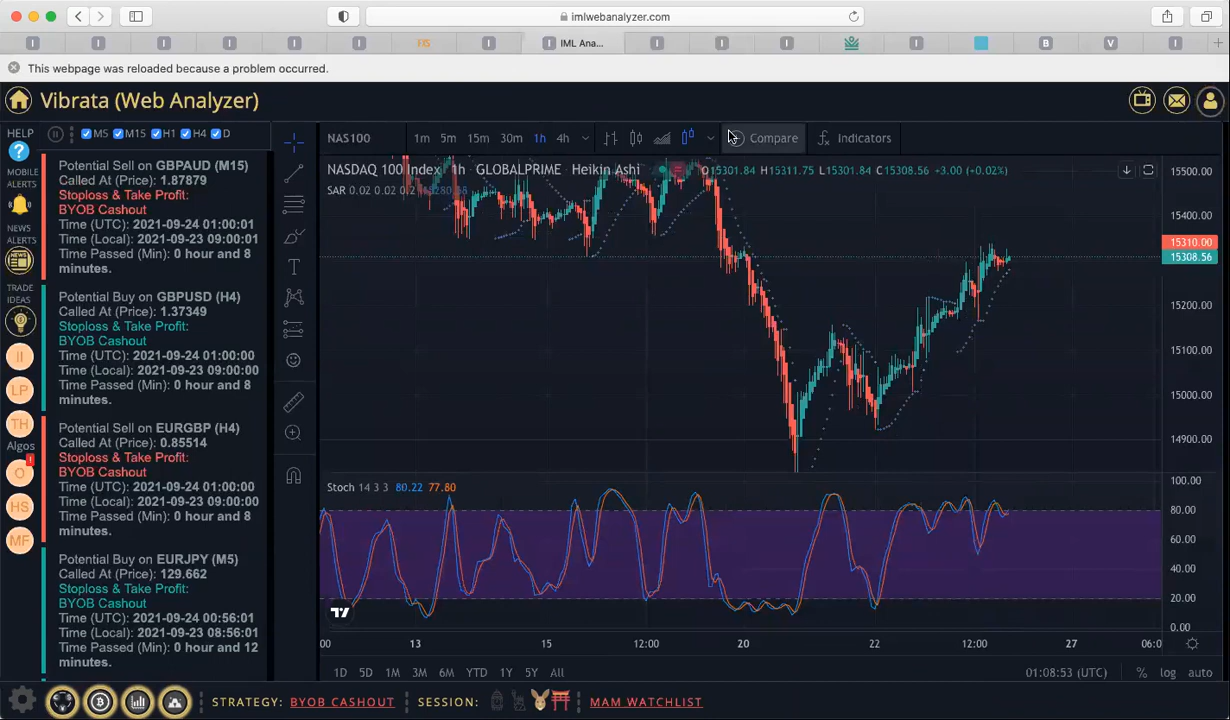 imlwebanalyzer.com
I I I I I I FIS I I IML Ana... I I I I B V I
This webpage was reloaded because a problem occurred.
Vibrata (Web Analyzer)
HELP
?
MOBILE
ALERTS
NEWS
ALERTS
NEWS
TRADE
IDEAS
II
LP
TH
Algos
O
!
HS
MF
M5 M15 H1 H4 D
Potential Sell on GBPAUD (M15)
Called At (Price): 1.87879
Stoploss & Take Profit:
BYOB Cashout
Time (UTC): 2021-09-24 01:00:01
Time (Local): 2021-09-23 09:00:01
Time Passed (Min): 0 hour and 8
minutes.
Potential Buy on GBPUSD (H4)
Called At (Price): 1.37349
Stoploss & Take Profit:
BYOB Cashout
Time (UTC): 2021-09-24 01:00:00
Time (Local): 2021-09-23 09:00:00
Time Passed (Min): 0 hour and 8
minutes.
Potential Sell on EURGBP (H4)
Called At (Price): 0.85514
Stoploss & Take Profit:
BYOB Cashout
Time (UTC): 2021-09-24 01:00:00
Time (Local): 2021-09-23 09:00:00
Time Passed (Min): 0 hour and 8
minutes.
Potential Buy on EURJPY (M5)
Called At (Price): 129.662
Stoploss & Take Profit:
BYOB Cashout
Time (UTC): 2021-09-24 00:56:01
Time (Local): 2021-09-23 08:56:01
Time Passed (Min): 0 hour and 12
minutes.
NAS100 1m 5m 15m 30m 1h 4h Compare Indicators
NASDAQ 100 Index 1h GLOBALPRIME Heikin Ashi O15301.84 H15311.75 L15301.84 C15308.56 +3.00 (+0.02%)
SAR 0.02 0.02 0.2
15500.00
15400.00
15310.00
15308.56
15200.00
15100.00
15000.00
14900.00
Stoch 14 3 3 80.22 77.80
100.00
80.00
60.00
40.00
20.00
0.00
:00 13 15 12:00 20 22 12:00 27 06:0
1D 5D 1M 3M 6M YTD 1Y 5Y All 01:08:53 (UTC) % log auto
STRATEGY: BYOB CASHOUT SESSION: MAM WATCHLIST